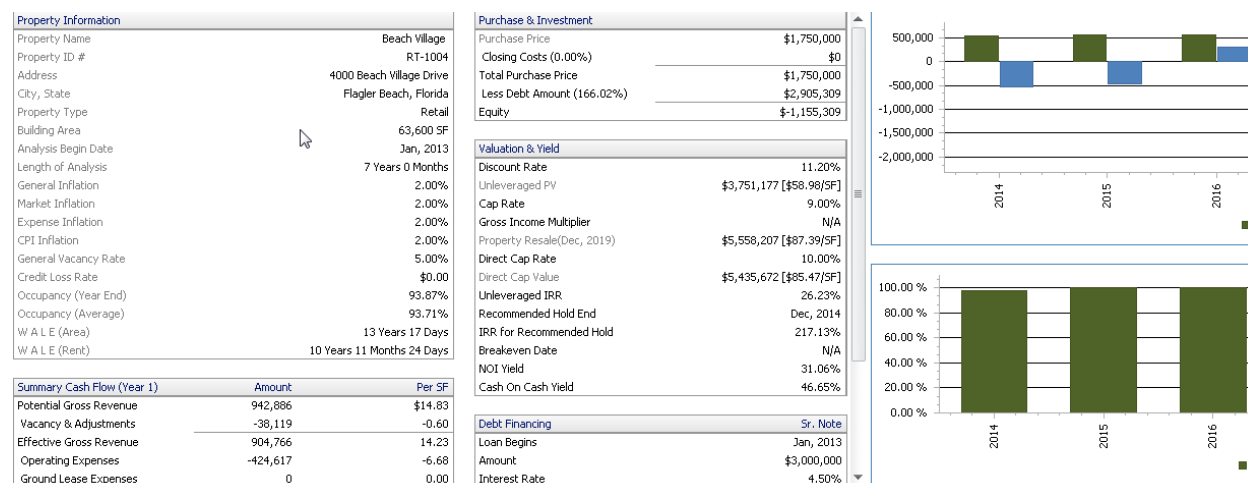 Property Information
Property Name Beach Village
Property ID # RT-1004
Address 4000 Beach Village Drive
City, State Flagler Beach, Florida
Property Type Retail
Building Area 63,600 SF
Analysis Begin Date Jan, 2013
Length of Analysis 7 Years 0 Months
General Inflation 2.00%
Market Inflation 2.00%
Expense Inflation 2.00%
CPI Inflation 2.00%
General Vacancy Rate 5.00%
Credit Loss Rate $0.00
Occupancy (Year End) 93.87%
Occupancy (Average) 93.71%
W A L E (Area) 13 Years 17 Days
W A L E (Rent) 10 Years 11 Months 24 Days
Summary Cash Flow (Year 1) Amount Per SF
Potential Gross Revenue 942,886 $14.83
Vacancy & Adjustments -38,119 -0.60
Effective Gross Revenue 904,766 14.23
Operating Expenses -424,617 -6.68
Ground Lease Expenses 0 0.00
Purchase & Investment
Purchase Price $1,750,000
Closing Costs (0.00%) $0
Total Purchase Price $1,750,000
Less Debt Amount (166.02%) $2,905,309
Equity $-1,155,309
Valuation & Yield
Discount Rate 11.20%
Unleveraged PV $3,751,177 [$58.98/SF]
Cap Rate 9.00%
Gross Income Multiplier N/A
Property Resale(Dec, 2019) $5,558,207 [$87.39/SF]
Direct Cap Rate 10.00%
Direct Cap Value $5,435,672 [$85.47/SF]
Unleveraged IRR 26.23%
Recommended Hold End Dec, 2014
IRR for Recommended Hold 217.13%
Breakeven Date N/A
NOI Yield 31.06%
Cash On Cash Yield 46.65%
Debt Financing Sr. Note
Loan Begins Jan, 2013
Amount $3,000,000
Interest Rate 4.50%
500,000
0
-500,000
-1,000,000
-1,500,000
-2,000,000
2014 2015 2016
100.00 %
80.00 %
60.00 %
40.00 %
20.00 %
0.00 %
2014 2015 2016